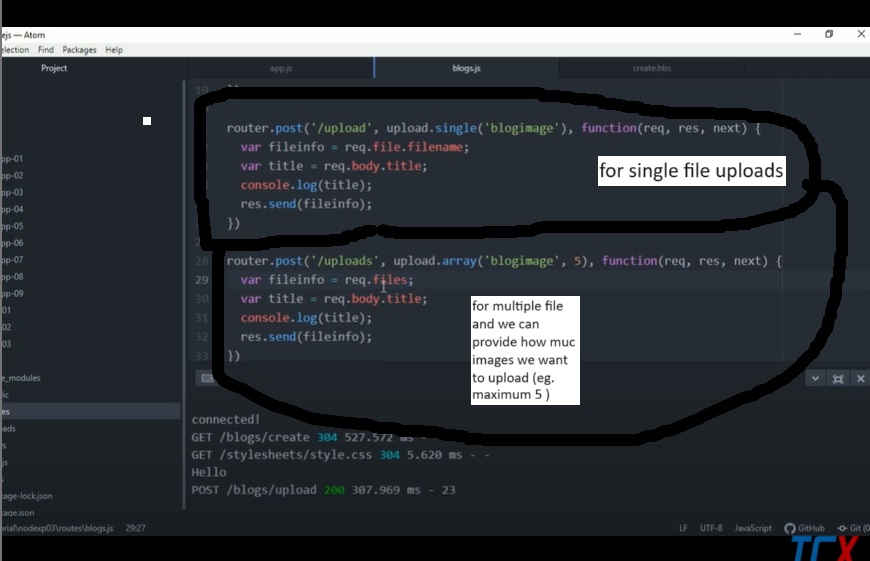 ejs — Atom
election Find Packages Help
Project
app.js
blogs.js
create.hbs
19 })
router.post('/upload', upload.single('blogimage'), function(req, res, next) {
var fileinfo = req.file.filename;
var title = req.body.title;
for single file uploads
console.log(title);
res.send(fileinfo);
})
28 router.post('/uploads', upload.array('blogimage', 5), function(req, res, next) {
29 var fileinfo = req.files;
30 var title = req.body.title;
31 console.log(title);
32 res.send(fileinfo);
33 })
for multiple file
and we can
provide how muc
images we want
to upload (eg.
maximum 5 )
pp-01
pp-02
pp-03
pp-04
pp-05
pp-06
pp-07
pp-08
pp-09
01
02
03
e_modules
ic
es
ads
s
js
kage-lock.json
kage.json
connected!
GET /blogs/create 304 527.572 ms -
GET /stylesheets/style.css 304 5.620 ms - -
Hello
POST /blogs/upload 200 307.969 ms - 23
orial\nodexp03\routes\blogs.js 29:27
LF UTF-8 JavaScript GitHub Git (0
TCX